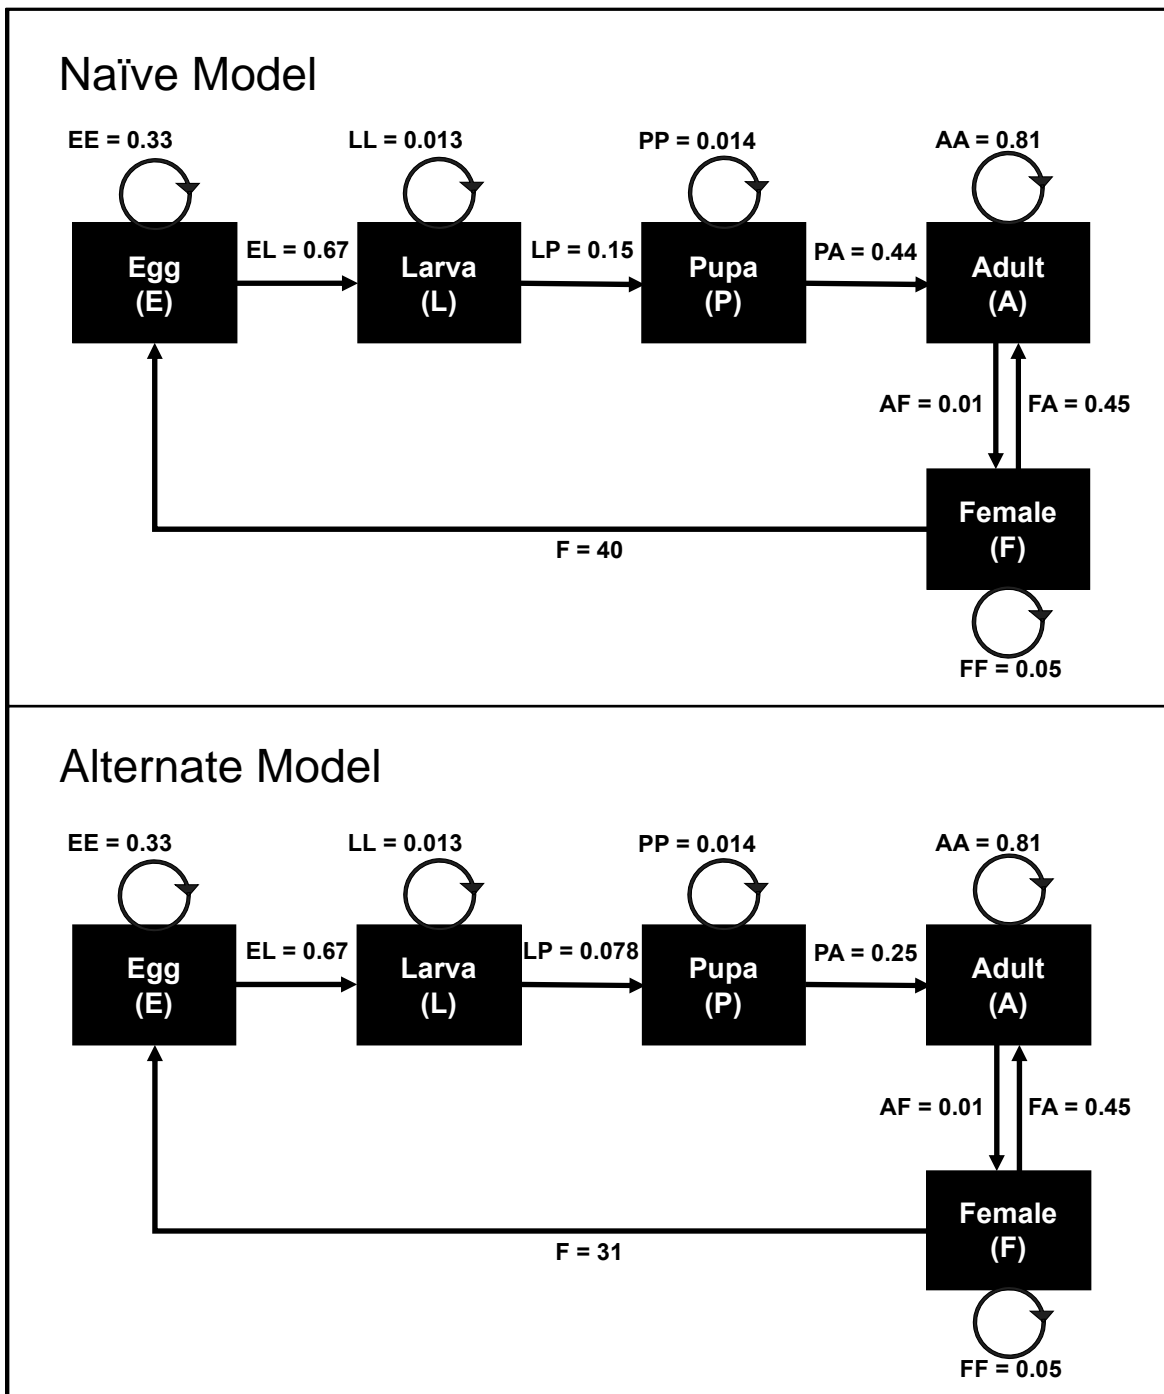 Naïve Model
EE = 0.33
LL = 0.013
PP = 0.014
AA = 0.81
Egg
(E)
EL = 0.67
Larva
(L)
LP = 0.15
Pupa
(P)
PA = 0.44
Adult
(A)
AF = 0.01
FA = 0.45
Female
(F)
F = 40
FF = 0.05
Alternate Model
EE = 0.33
LL = 0.013
PP = 0.014
AA = 0.81
Egg
(E)
EL = 0.67
Larva
(L)
LP = 0.078
Pupa
(P)
PA = 0.25
Adult
(A)
AF = 0.01
FA = 0.45
Female
(F)
F = 31
FF = 0.05